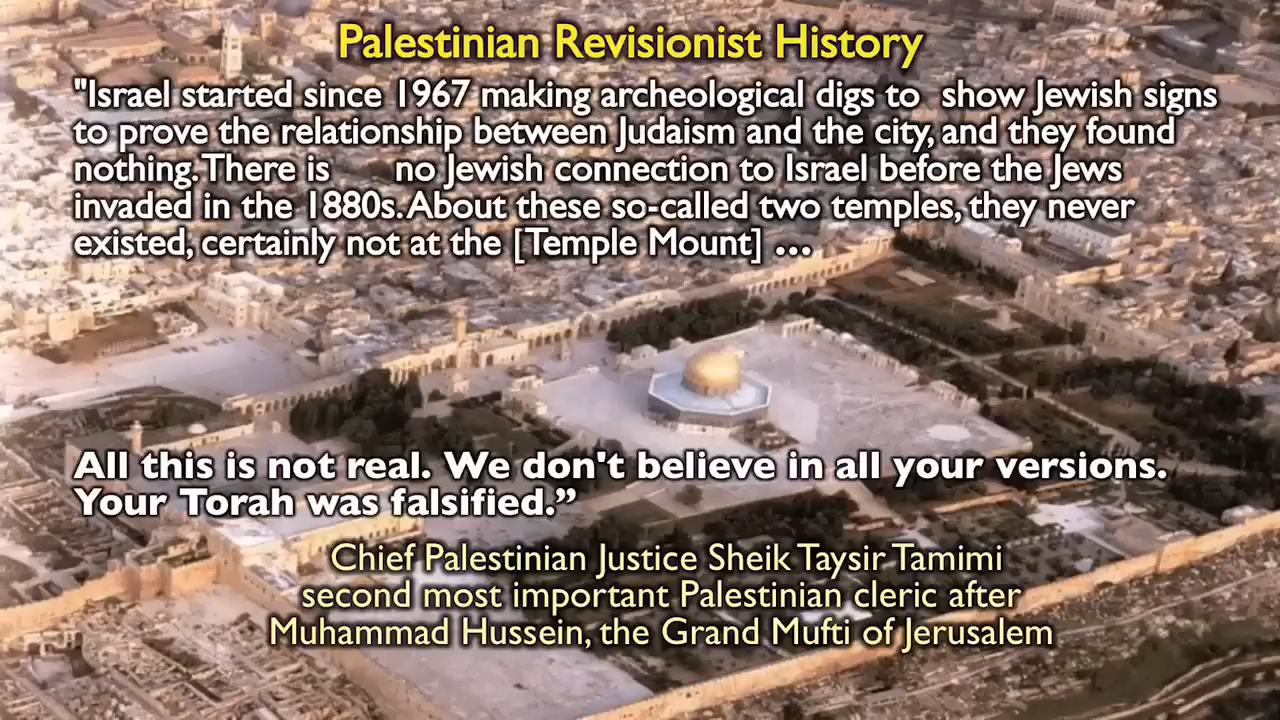 Palestinian Revisionist History
"Israel started since 1967 making archeological digs to show Jewish signs
to prove the relationship between Judaism and the city, and they found
nothing. There is no Jewish connection to Israel before the Jews
invaded in the 1880s. About these so-called two temples, they never
existed, certainly not at the [Temple Mount] ...
All this is not real. We don't believe in all your versions.
Your Torah was falsified.”
Chief Palestinian Justice Sheik Taysir Tamimi
second most important Palestinian cleric after
Muhammad Hussein, the Grand Mufti of Jerusalem